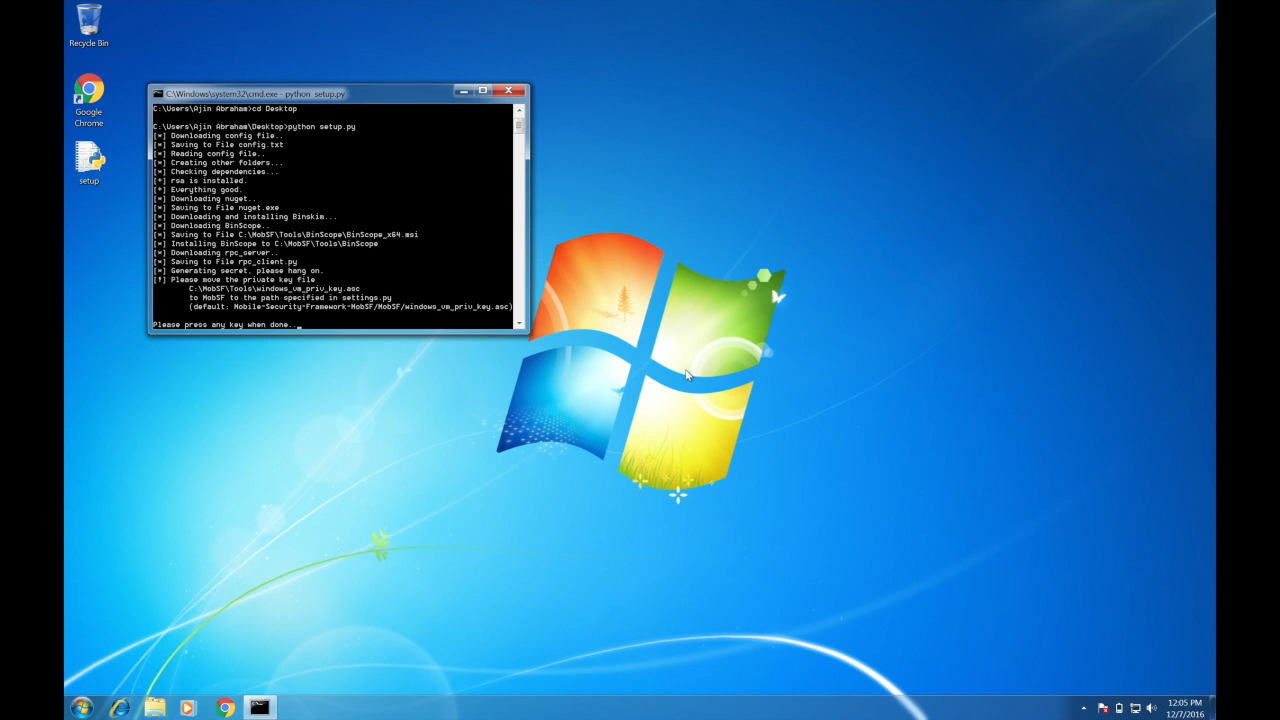 Recycle Bin
Google
Chrome
setup
C:\Windows\system32\cmd.exe - python setup.py
C:\Users\Ajin Abraham>cd Desktop
C:\Users\Ajin Abraham\Desktop>python setup.py
[*] Downloading config file..
[*] Saving to File config.txt
[*] Reading config file..
[*] Creating other folders...
[*] Checking dependencies...
[+] rsa is installed.
[+] Everything good.
[*] Downloading nuget..
[*] Saving to File nuget.exe
[*] Downloading and installing Binskim...
[*] Downloading BinScope..
[*] Saving to File C:\MobSF\Tools\BinScope\BinScope_x64.msi
[*] Installing BinScope to C:\MobSF\Tools\BinScope
[*] Downloading rpc_server..
[*] Saving to File rpc_client.py
[*] Generating secret, please hang on.
[!] Please move the private key file
C:\MobSF\Tools\windows_vm_priv_key.asc
to MobSF to the path specified in settings.py
(default: Mobile-Security-Framework-MobSF/MobSF/windows_vm_priv_key.asc)
Please press any key when done.._
12:05 PM
12/7/2016